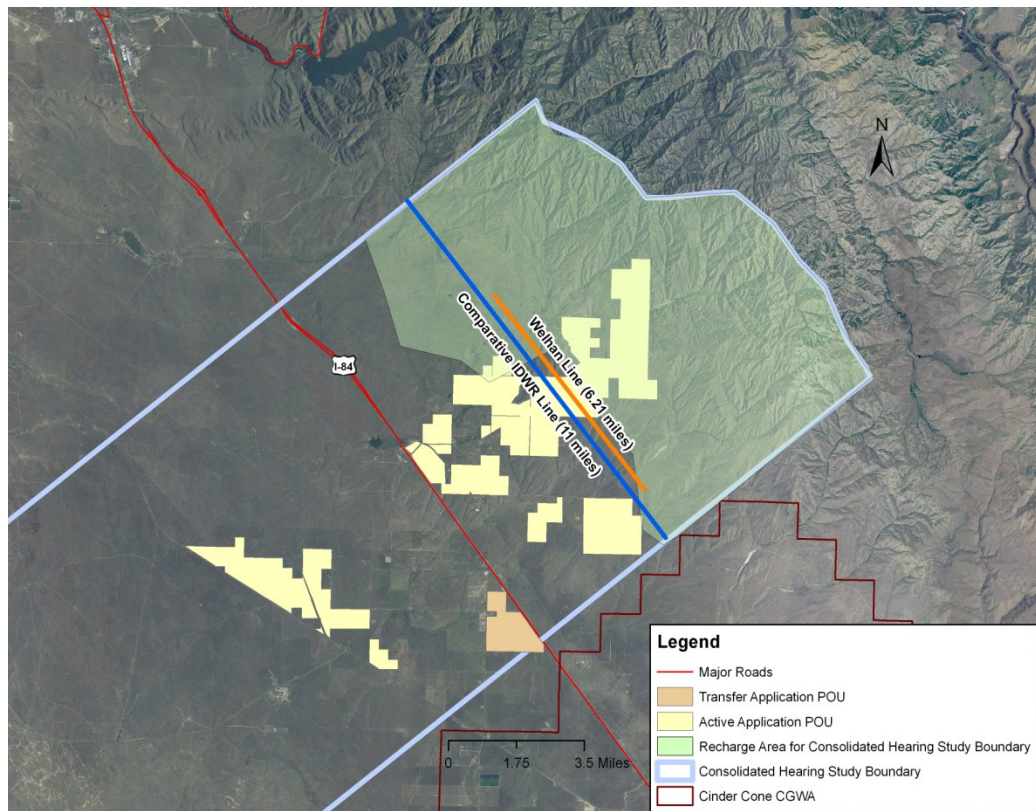 N
I-84
Welhan Line (6.21 miles)
Comparative IDWR Line (11 miles)
0 1.75 3.5 Miles
Legend
Major Roads
Transfer Application POU
Active Application POU
Recharge Area for Consolidated Hearing Study Boundary
Consolidated Hearing Study Boundary
Cinder Cone CGWA